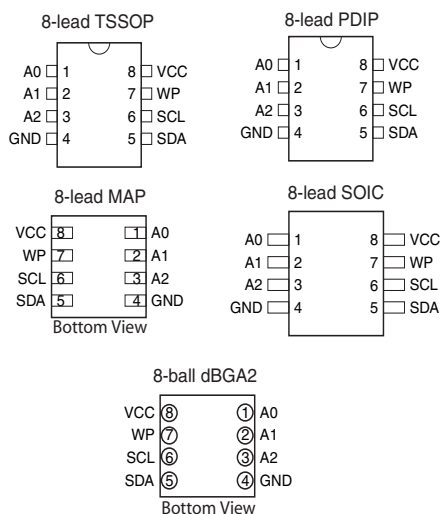 8-lead TSSOP
A0 1 8 VCC
A1 2 7 WP
A2 3 6 SCL
GND 4 5 SDA
8-lead PDIP
A0 1 8 VCC
A1 2 7 WP
A2 3 6 SCL
GND 4 5 SDA
8-lead MAP
VCC 8 1 A0
WP 7 2 A1
SCL 6 3 A2
SDA 5 4 GND
Bottom View
8-lead SOIC
A0 1 8 VCC
A1 2 7 WP
A2 3 6 SCL
GND 4 5 SDA
8-ball dBGA2
VCC 8 1 A0
WP 7 2 A1
SCL 6 3 A2
SDA 5 4 GND
Bottom View